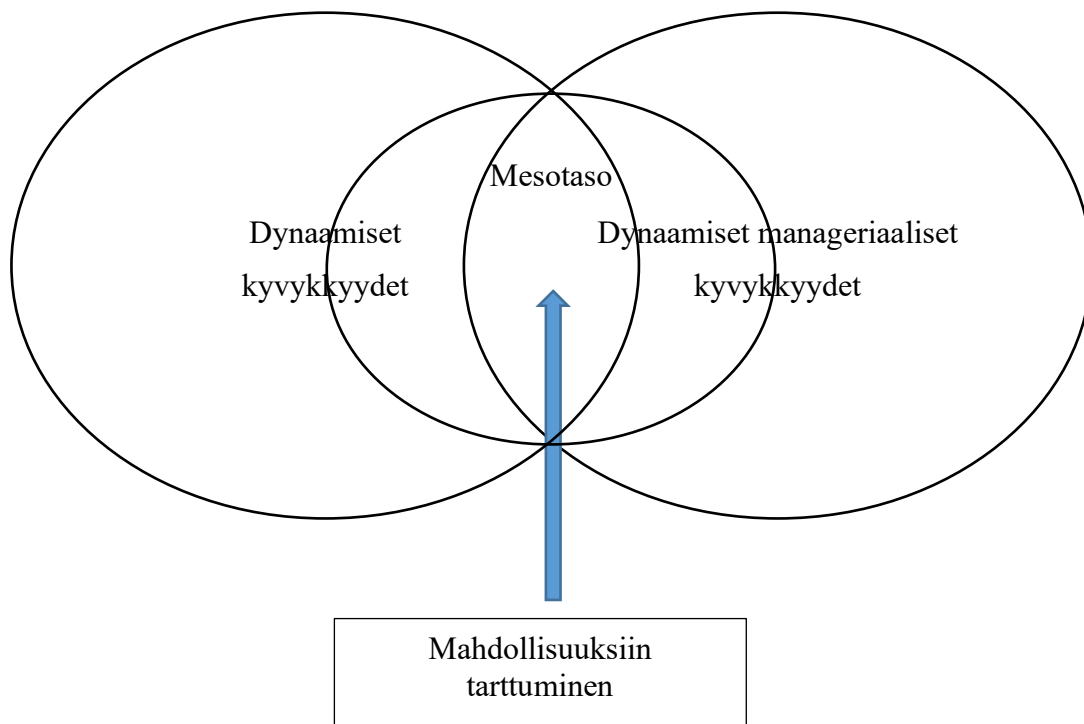 Mesotaso
Dynaamiset
kyvykkyydet
Dynaamiset manageriaaliset
kyvykkyydet
Mahdollisuuksiin
tarttuminen